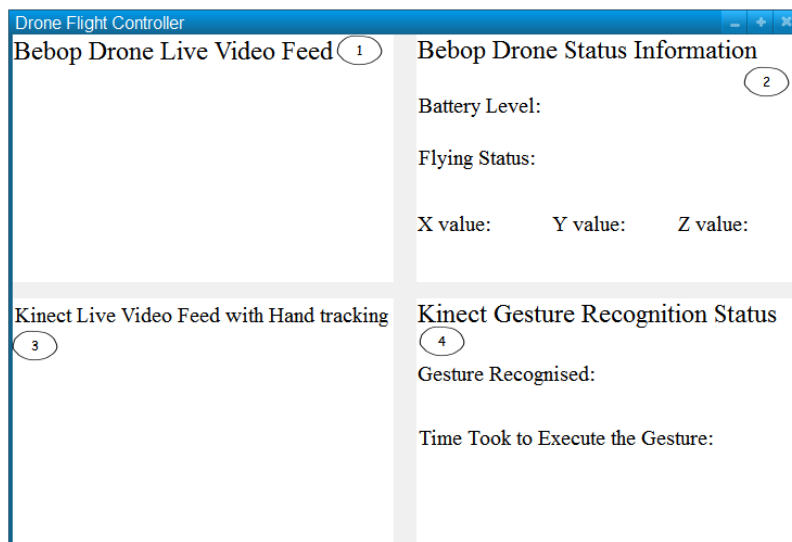 Drone Flight Controller
Bebop Drone Live Video Feed 1
Bebop Drone Status Information
2
Battery Level:
Flying Status:
X value: Y value: Z value:
Kinect Live Video Feed with Hand tracking
3
Kinect Gesture Recognition Status
4
Gesture Recognised:
Time Took to Execute the Gesture: